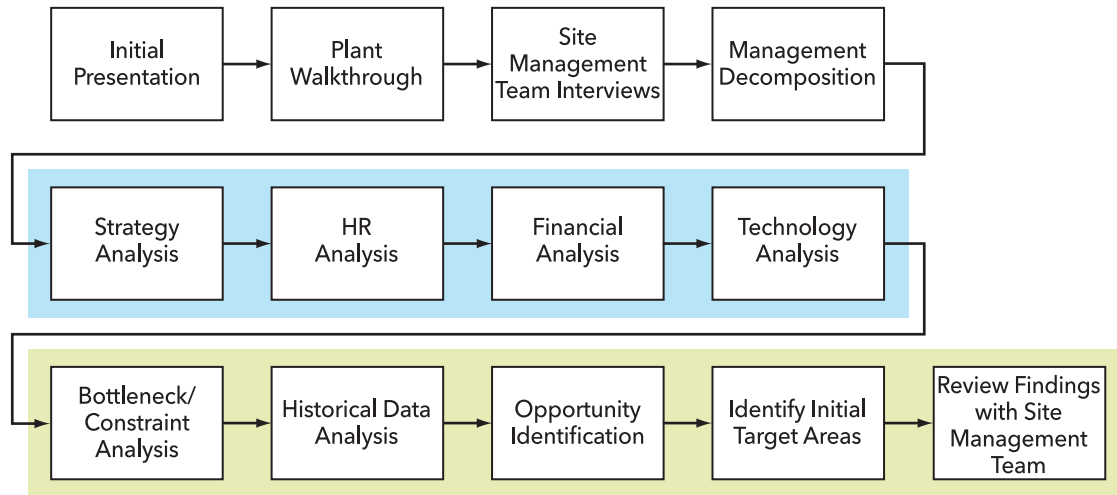 Initial
Presentation
Plant
Walkthrough
Site
Management
Team Interviews
Management
Decomposition
Strategy
Analysis
HR
Analysis
Financial
Analysis
Technology
Analysis
Bottleneck/
Constraint
Analysis
Historical Data
Analysis
Opportunity
Identification
Identify Initial
Target Areas
Review Findings
with Site
Management
Team